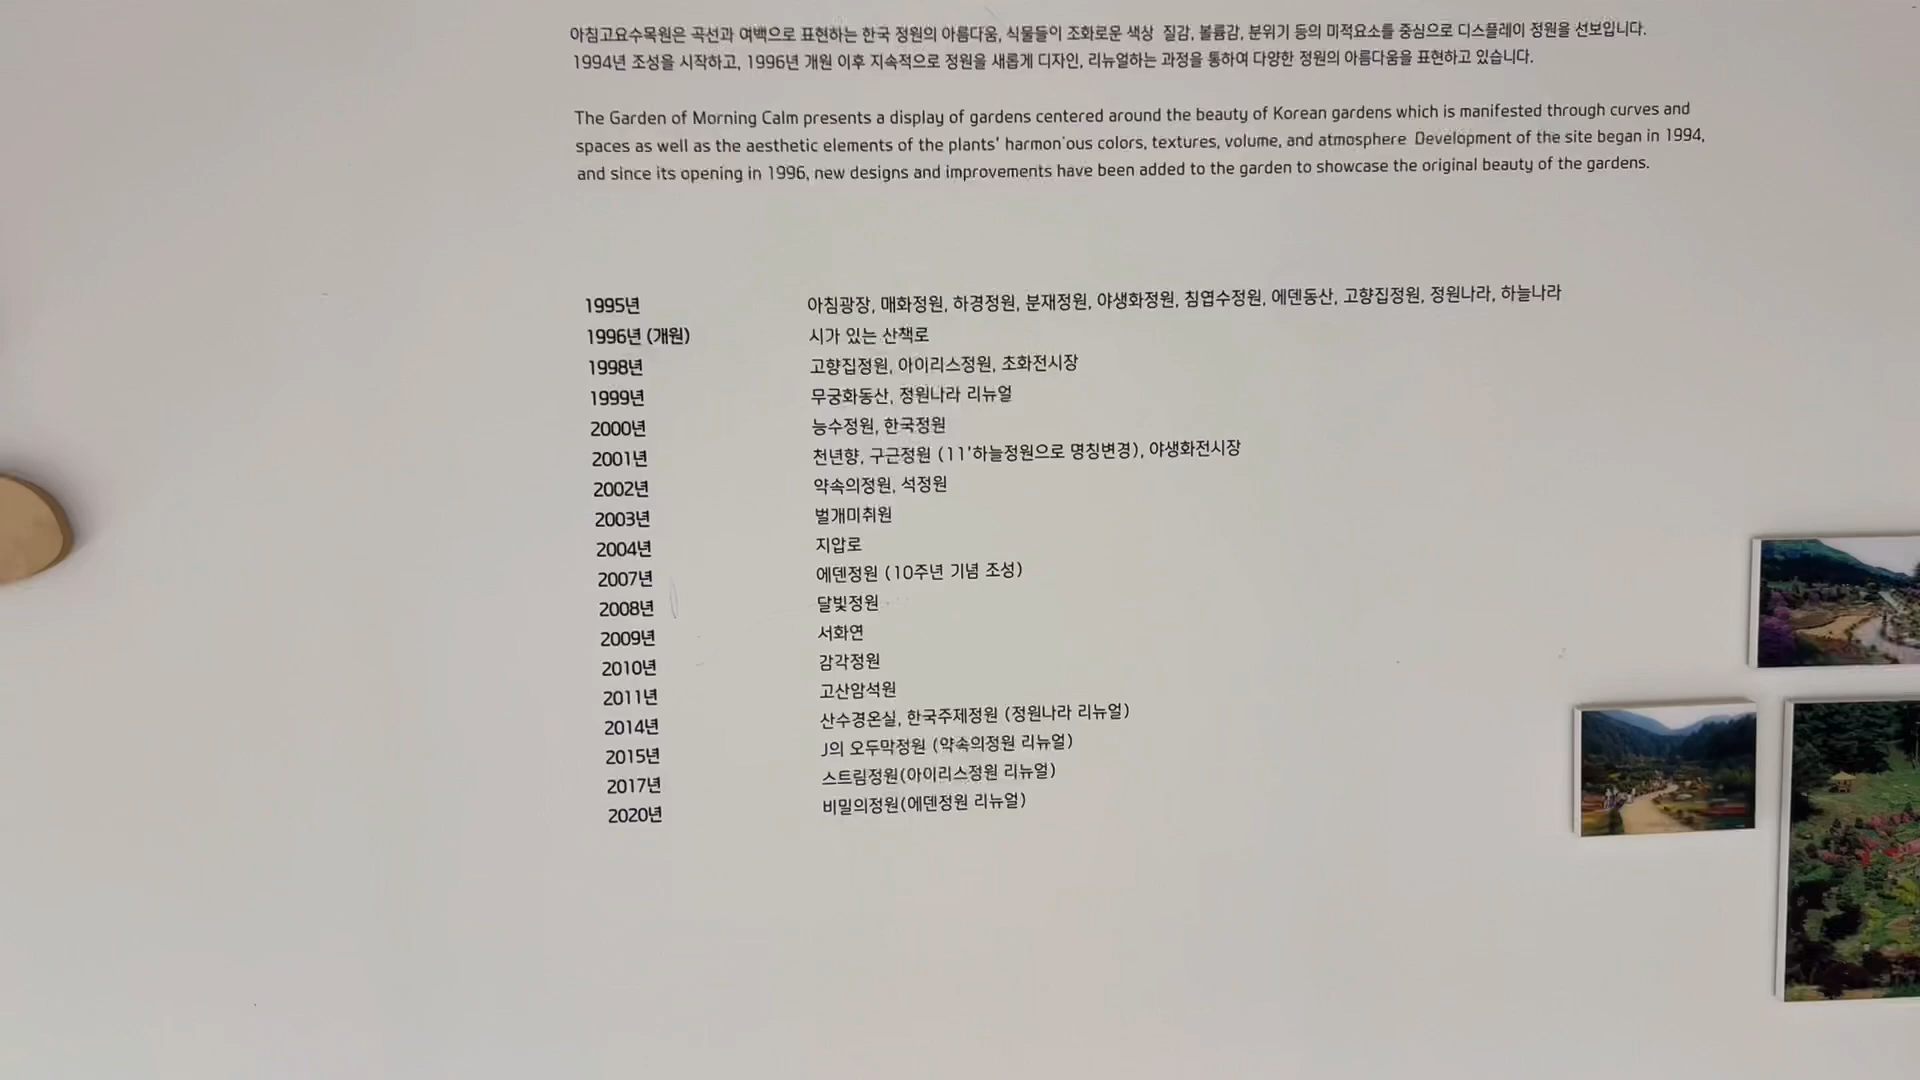 아침고요수목원은 곡선과 여백으로 표현하는 한국 정원의 아름다움, 식물들이 조화로운 색상 질감, 볼륨감, 분위기 등의 미적요소를 중심으로 디스플레이 정원을 선보입니다.
1994년 조성을 시작하고, 1996년 개원 이후 지속적으로 정원을 새롭게 디자인, 리뉴얼하는 과정을 통하여 다양한 정원의 아름다움을 표현하고 있습니다.
The Garden of Morning Calm presents a display of gardens centered around the beauty of Korean gardens which is manifested through curves and
spaces as well as the aesthetic elements of the plants' harmon ous colors, textures, volume, and atmosphere Development of the site began in 1994,
and since its opening in 1996, new designs and improvements have been added to the garden to showcase the original beauty of the gardens.
1995년 아침광장, 매화정원, 하경정원, 분재정원, 야생화정원, 침엽수정원, 에덴동산, 고향집정원, 정원나라, 하늘나라
1996년 (개원) 시가 있는 산책로
1998년 고향집정원, 아이리스정원, 초화전시장
1999년 무궁화동산, 정원나라 리뉴얼
2000년 능수정원, 한국정원
2001년 천년향, 구근정원 (11'하늘정원으로 명칭변경), 야생화전시장
2002년 약속의정원, 석정원
2003년 벌개미취원
2004년 지압로
2007년 에덴정원 (10주년 기념 조성)
2008년 달빛정원
2009년 서화연
2010년 감각정원
2011년 고산암석원
2014년 산수경온실, 한국주제정원 (정원나라 리뉴얼)
2015년 J의 오두막정원 (약속의정원 리뉴얼)
2017년 스트림정원(아이리스정원 리뉴얼)
2020년 비밀의정원(에덴정원 리뉴얼)